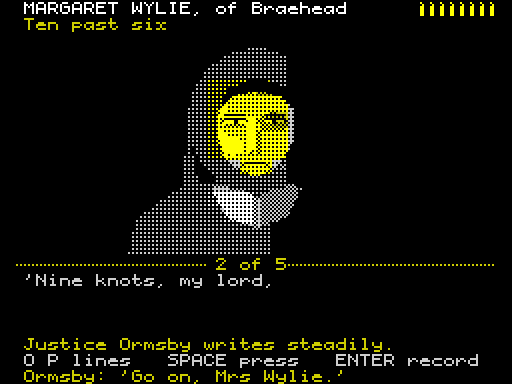 MARGARET WYLIE, of Braehead
Ten past six
2 of 5
'Nine knots, my lord,
Justice Ormsby writes steadily.
O P lines   SPACE press   ENTER record
Ormsby: 'Go on, Mrs Wylie.'